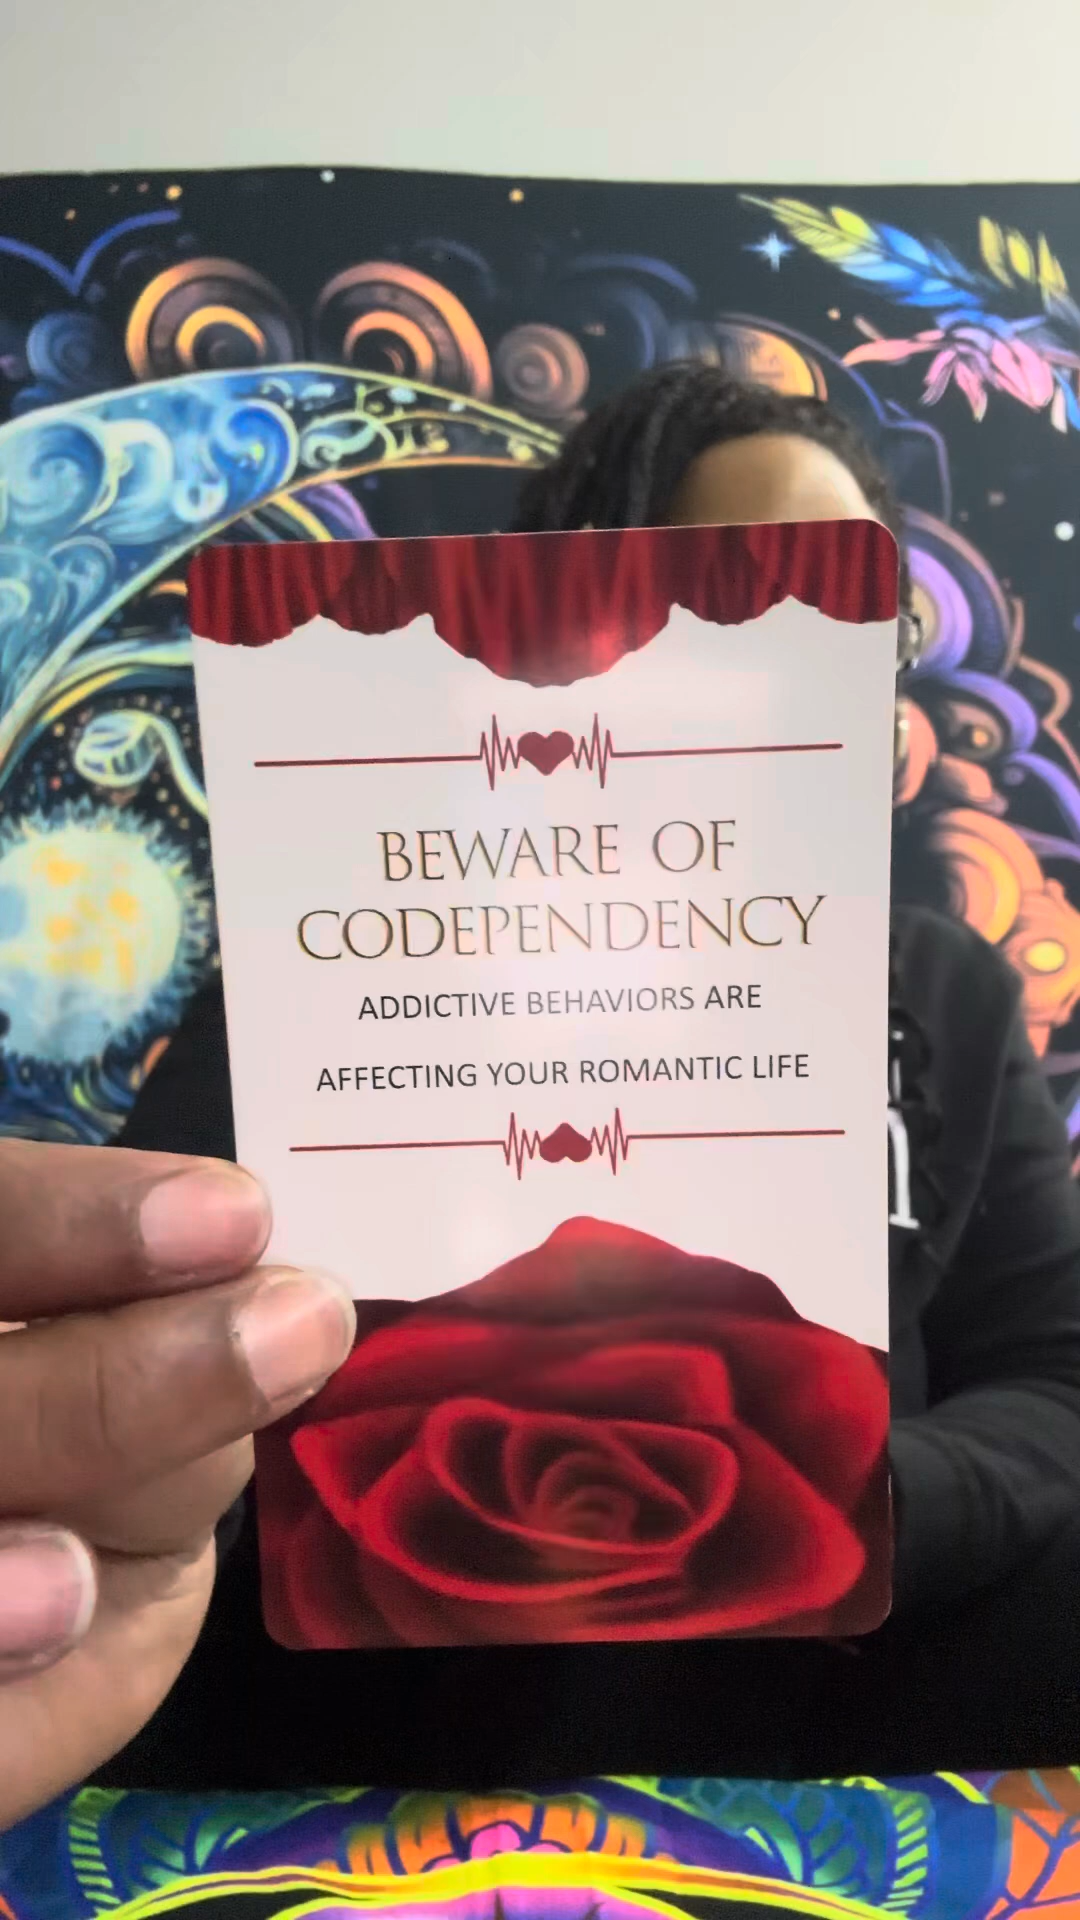 BEWARE OF
CODEPENDENCY
ADDICTIVE BEHAVIORS ARE
AFFECTING YOUR ROMANTIC LIFE